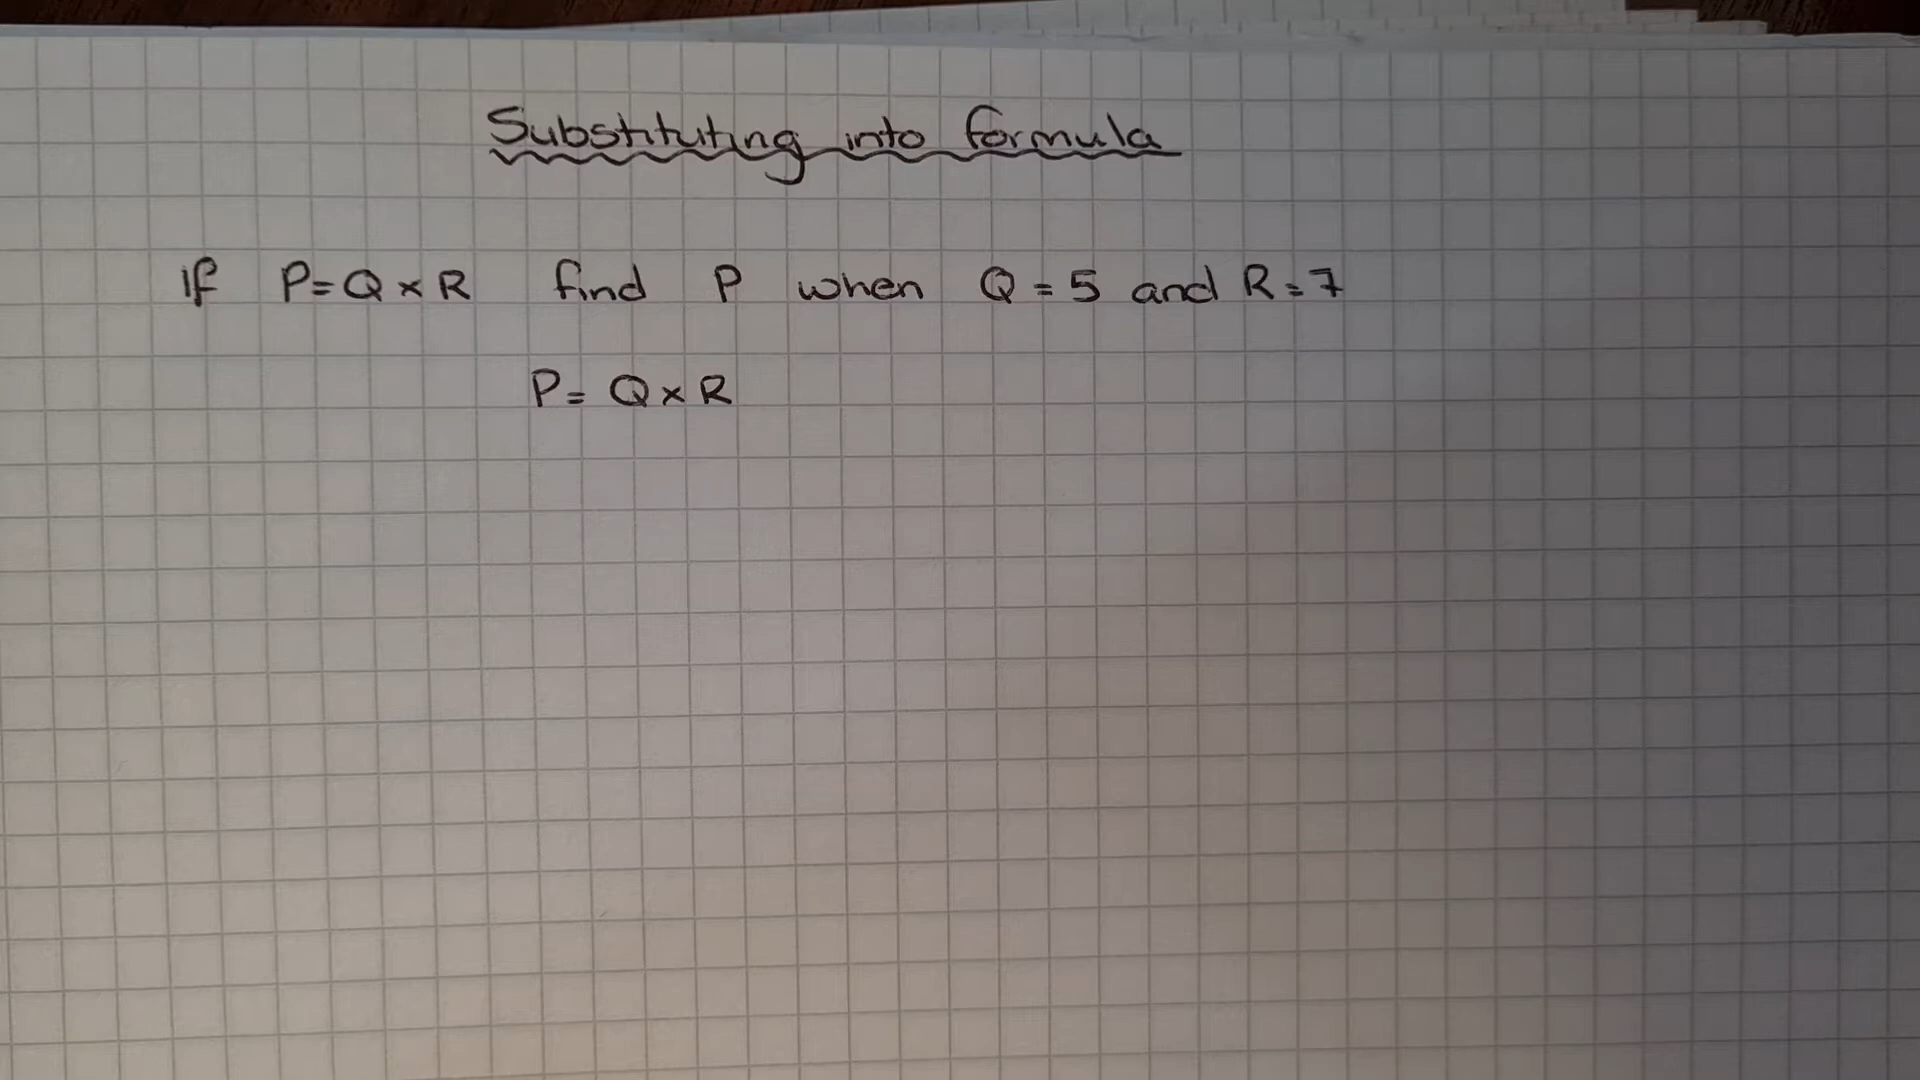 Substituting into formula
If P=Q×R find P when Q=5 and R=7
P= Q×R